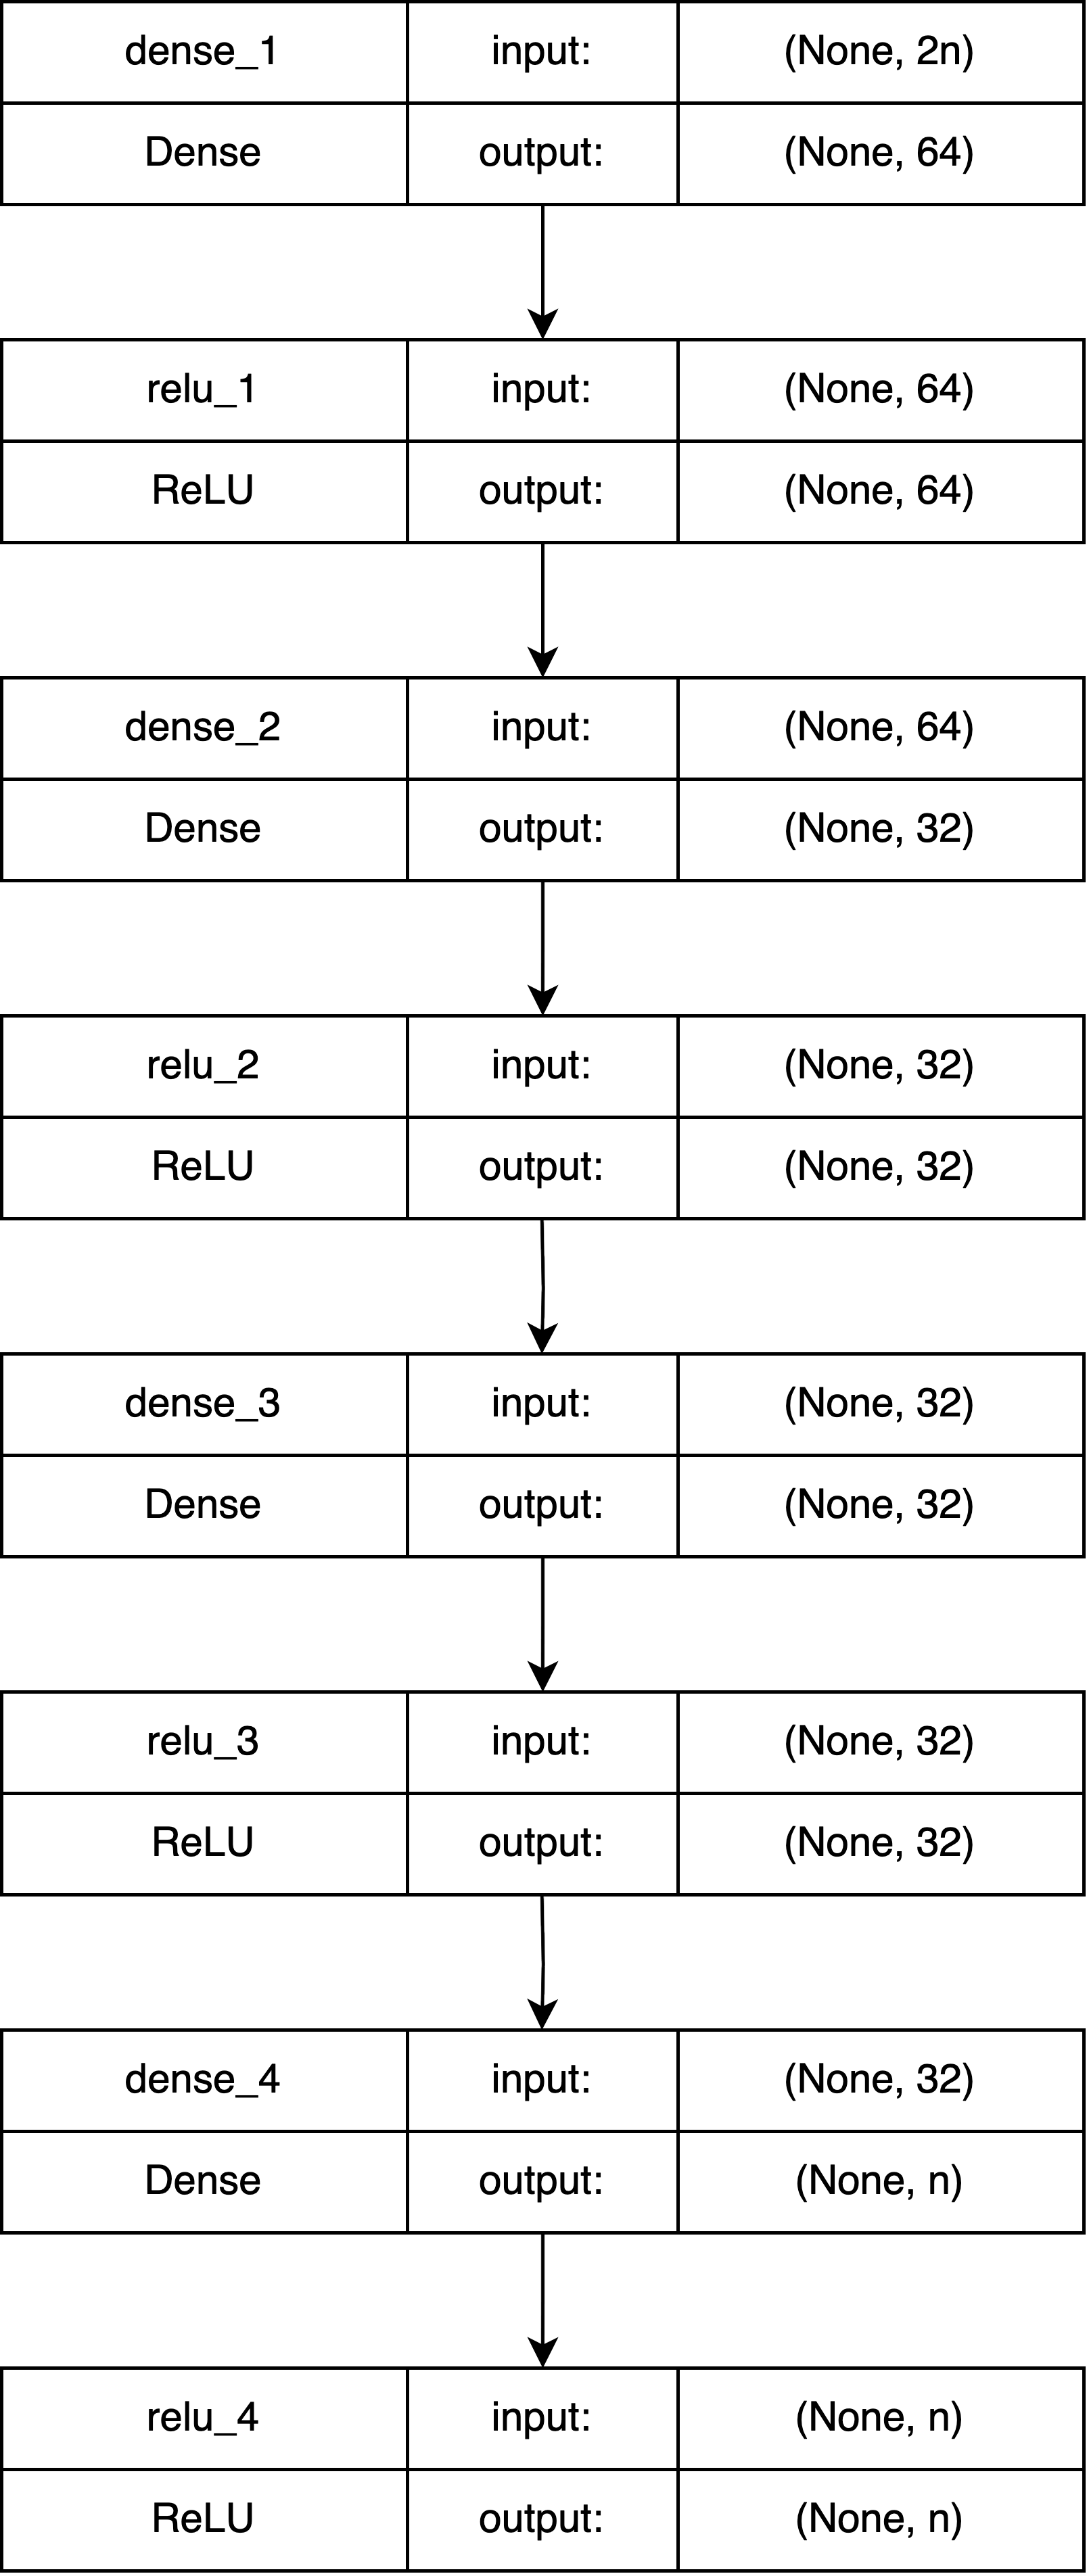 dense_1 input: (None, 2n)
Dense output: (None, 64)
relu_1 input: (None, 64)
ReLU output: (None, 64)
dense_2 input: (None, 64)
Dense output: (None, 32)
relu_2 input: (None, 32)
ReLU output: (None, 32)
dense_3 input: (None, 32)
Dense output: (None, 32)
relu_3 input: (None, 32)
ReLU output: (None, 32)
dense_4 input: (None, 32)
Dense output: (None, n)
relu_4 input: (None, n)
ReLU output: (None, n)